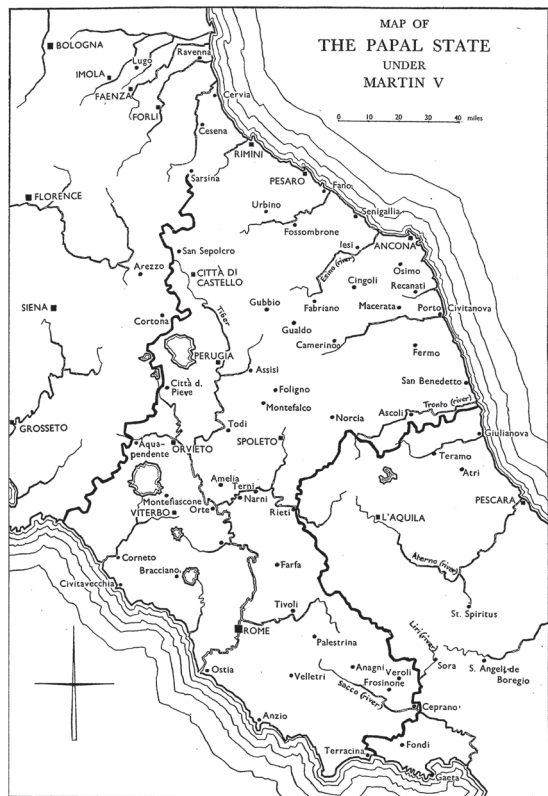 MAP OF
THE PAPAL STATE
UNDER
MARTIN V
0 10 20 30 40 miles
BOLOGNA
Lugo
Ravenna
IMOLA
FAENZA
Cervia
FORLI
Cesena
RIMINI
Sarsina
PESARO
Fano
FLORENCE
Urbino
Senigallia
Fossombrone
San Sepolcro
Iesi
ANCONA
Arezzo
CITTÀ DI
CASTELLO
Esino (river)
Osimo
Cingoli
Recanati
SIENA
Cortona
Tiber
Gubbio
Fabriano
Macerata
Porto Civitanova
Gualdo
Camerino
PERUGIA
Fermo
Assisi
Città d.
Pieve
Foligno
San Benedetto
Montefalco
Norcia
Ascoli
Tronto (river)
GROSSETO
Todi
SPOLETO
Giulianova
Aqua-
pendente
ORVIETO
Teramo
Atri
Amelia
Terni
Narni
PESCARA
Montefiascone
VITERBO
Orte
Rieti
L'AQUILA
Corneto
Bracciano
Farfa
Aterno (river)
Civitavecchia
Tivoli
St. Spiritus
ROME
Palestrina
Liri (river)
Ostia
Velletri
Anagni
Veroli
Frosinone
Sora
S. Angeli de
Boregio
Sacco (river)
Ceprano
Anzio
Fondi
Terracina
Gaeta